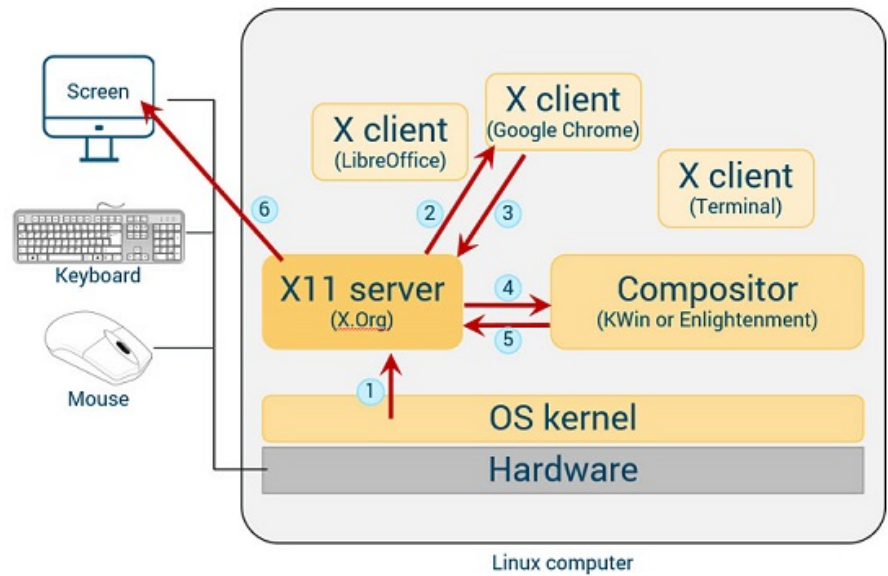 Screen
Keyboard
Mouse
X client
(LibreOffice)
X client
(Google Chrome)
X client
(Terminal)
6
2
3
X11 server
(X.Org)
4
5
Compositor
(KWin or Enlightenment)
1
OS kernel
Hardware
Linux computer